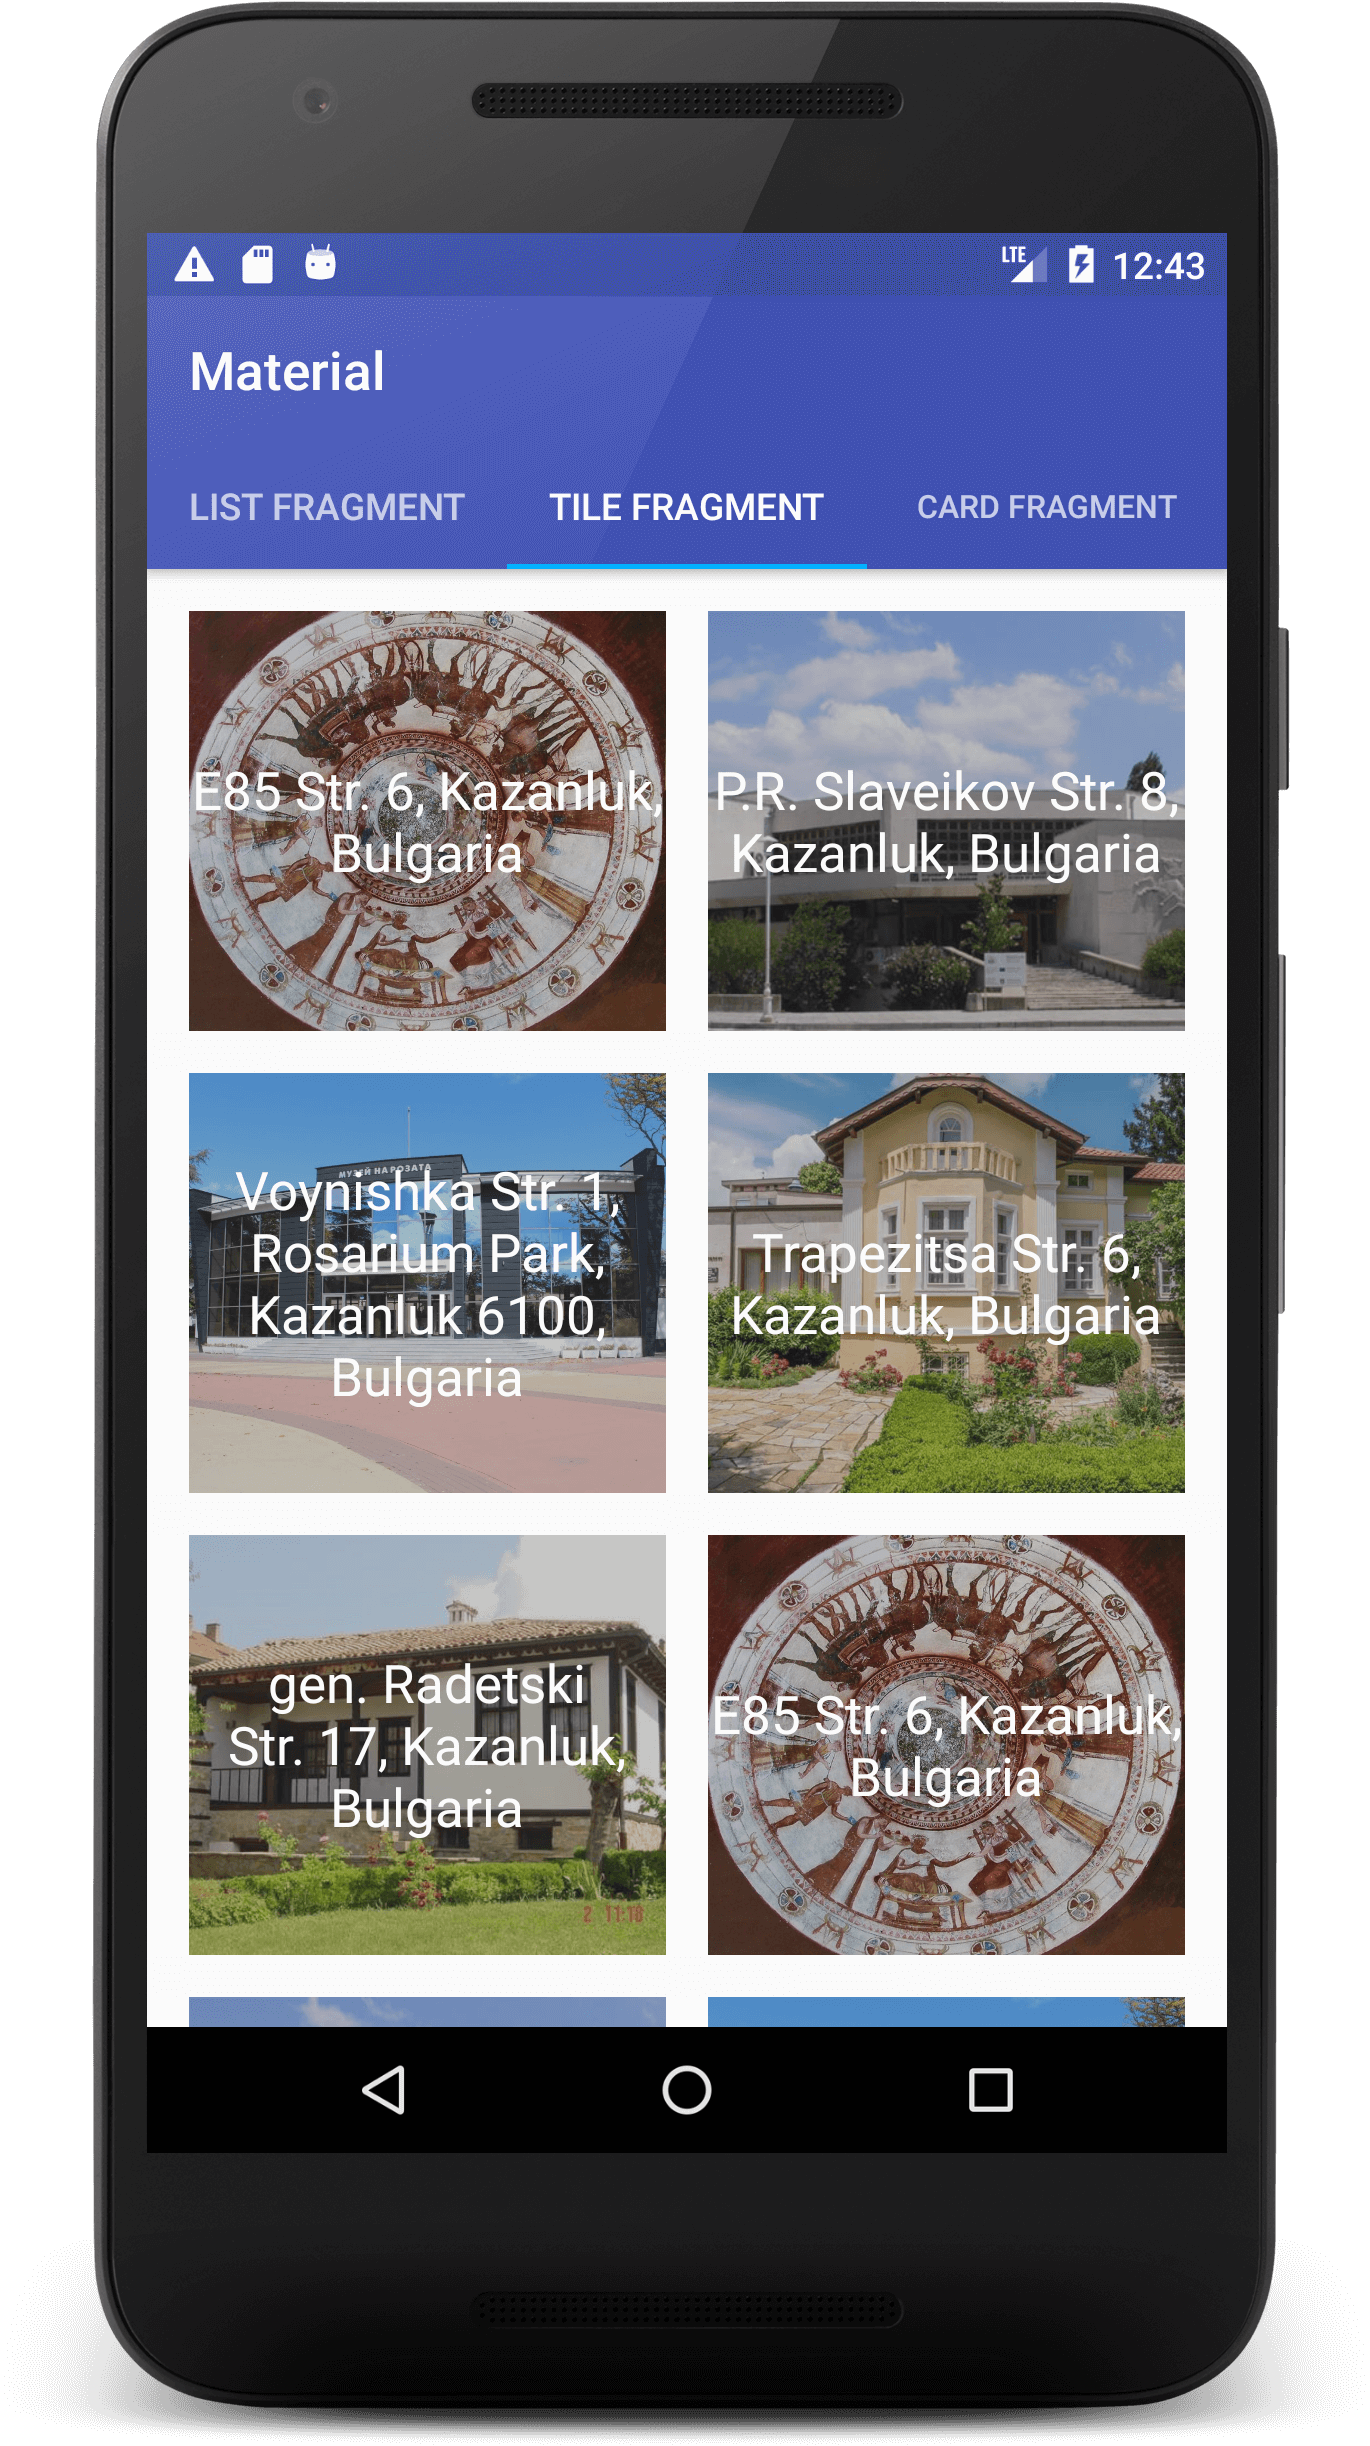 LTE 12:43
Material
LIST FRAGMENT TILE FRAGMENT CARD FRAGMENT
E85 Str. 6, Kazanluk,
Bulgaria
P.R. Slaveikov Str. 8,
Kazanluk, Bulgaria
МУЗЕЙ НА РОЗАТА
Voynishka Str. 1,
Rosarium Park,
Kazanluk 6100,
Bulgaria
Trapezitsa Str. 6,
Kazanluk, Bulgaria
gen. Radetski
Str. 17, Kazanluk,
Bulgaria
2 11:18
E85 Str. 6, Kazanluk,
Bulgaria